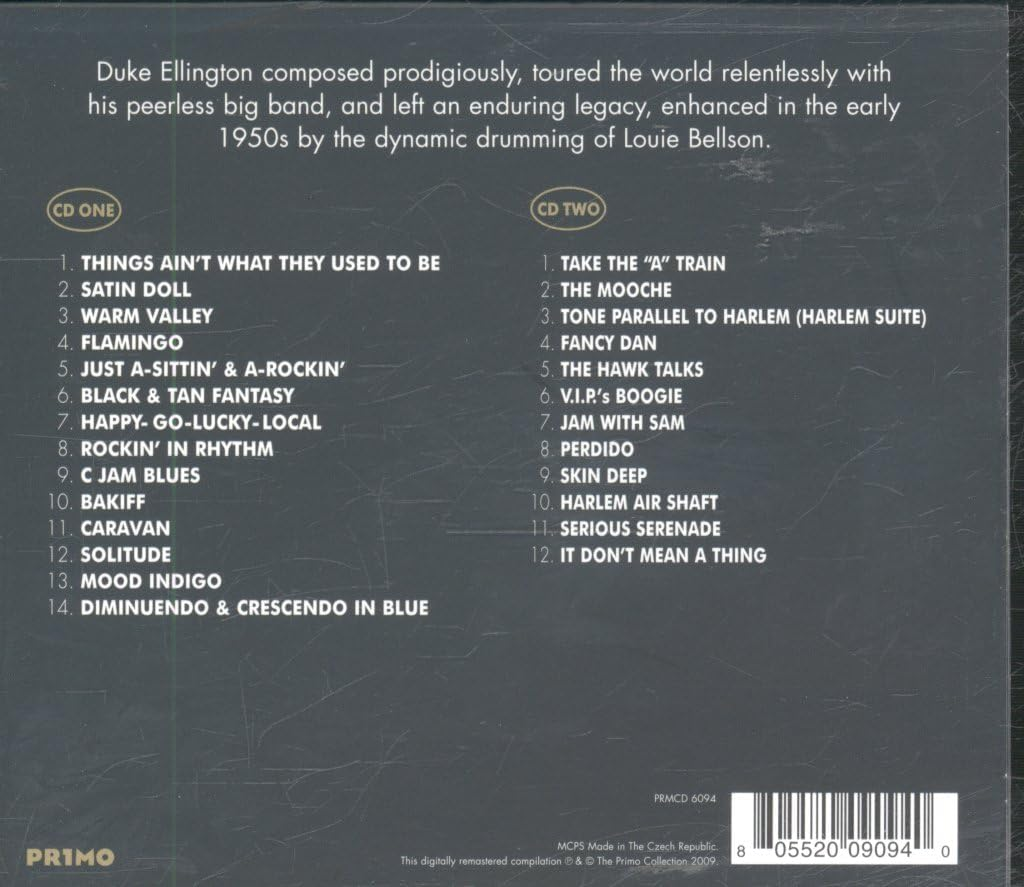 Duke Ellington composed prodigiously, toured the world relentlessly with
his peerless big band, and left an enduring legacy, enhanced in the early
1950s by the dynamic drumming of Louie Bellson.
CD ONE
1. THINGS AIN'T WHAT THEY USED TO BE
2. SATIN DOLL
3. WARM VALLEY
4. FLAMINGO
5. JUST A-SITTIN' & A-ROCKIN'
6. BLACK & TAN FANTASY
7. HAPPY- GO-LUCKY-LOCAL
8. ROCKIN' IN RHYTHM
9. C JAM BLUES
10. BAKIFF
11. CARAVAN
12. SOLITUDE
13. MOOD INDIGO
14. DIMINUENDO & CRESCENDO IN BLUE
CD TWO
1. TAKE THE “A” TRAIN
2. THE MOOCHE
3. TONE PARALLEL TO HARLEM (HARLEM SUITE)
4. FANCY DAN
5. THE HAWK TALKS
6. V.I.P.'s BOOGIE
7. JAM WITH SAM
8. PERDIDO
9. SKIN DEEP
10. HARLEM AIR SHAFT
11. SERIOUS SERENADE
12. IT DON'T MEAN A THING
PRMCD 6094
MCPS Made in The Czech Republic.
This digitally remastered compilation ℗ & © The Primo Collection 2009.
PR1MO
8 05520 09094 0